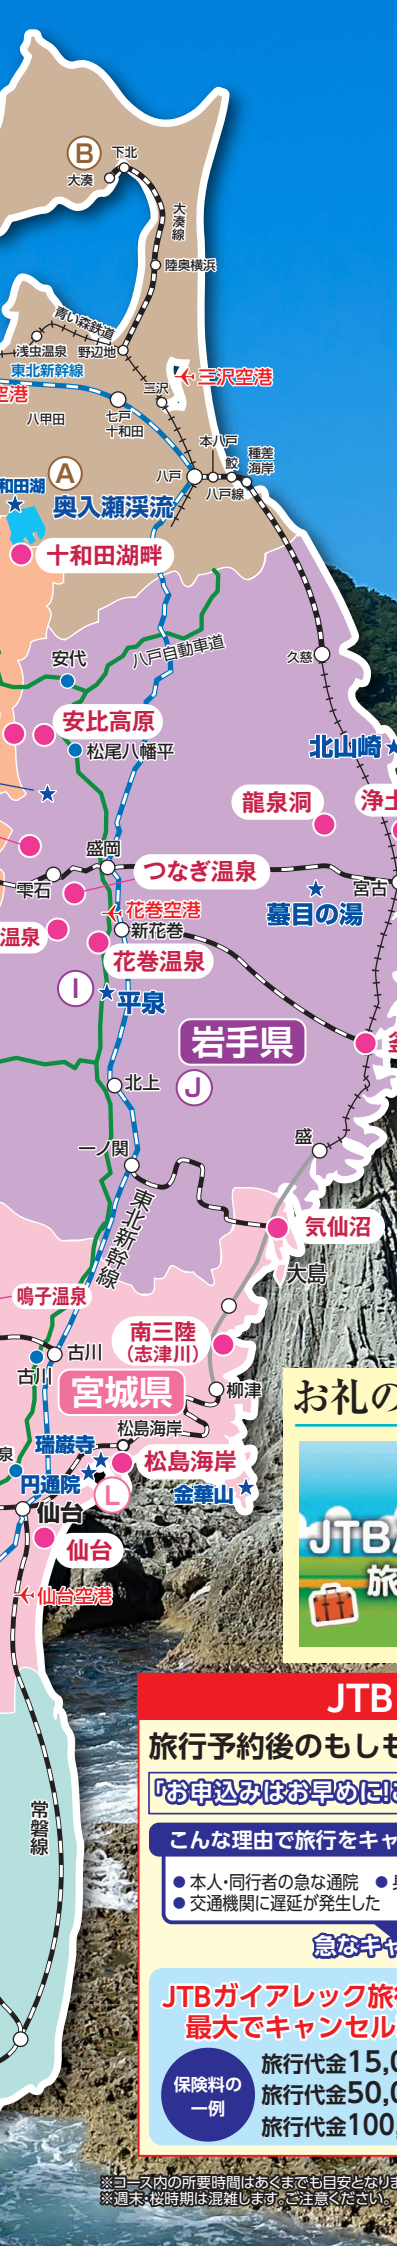 B
下北
大湊
大湊線
陸奥横浜
青い森鉄道
浅虫温泉
野辺地
東北新幹線
空港
三沢空港
三沢
七戸
十和田
八甲田
本八戸
鮫
種差
海岸
八戸
八戸線
A
和田湖
奥入瀬渓流
十和田湖畔
八戸自動車道
安代
久慈
安比高原
松尾八幡平
北山崎
龍泉洞
浄土
盛岡
つなぎ温泉
雫石
宮古
墓目の湯
花巻空港
新花巻
温泉
花巻温泉
I
平泉
岩手県
北上
J
盛
一ノ関
東北新幹線
気仙沼
大島
鳴子温泉
南三陸
(志津川)
古川
古川
柳津
宮城県
松島海岸
瑞巌寺
松島海岸
泉
円通院
L
金華山
仙台
仙台
仙台空港
常磐線
お礼の
JTB
旅
JTB
旅行予約後のもしも
「お申込みはお早めに!
こんな理由で旅行をキャ
● 本人・同行者の急な通院 ●
● 交通機関に遅延が発生した
急なキャ
JTBガイアレック旅
最大でキャンセル
保険料の
一例
旅行代金15,0
旅行代金50,0
旅行代金100,
※コース内の所要時間はあくまでも目安となりま
※週末・桜時期は混雑します。ご注意ください。